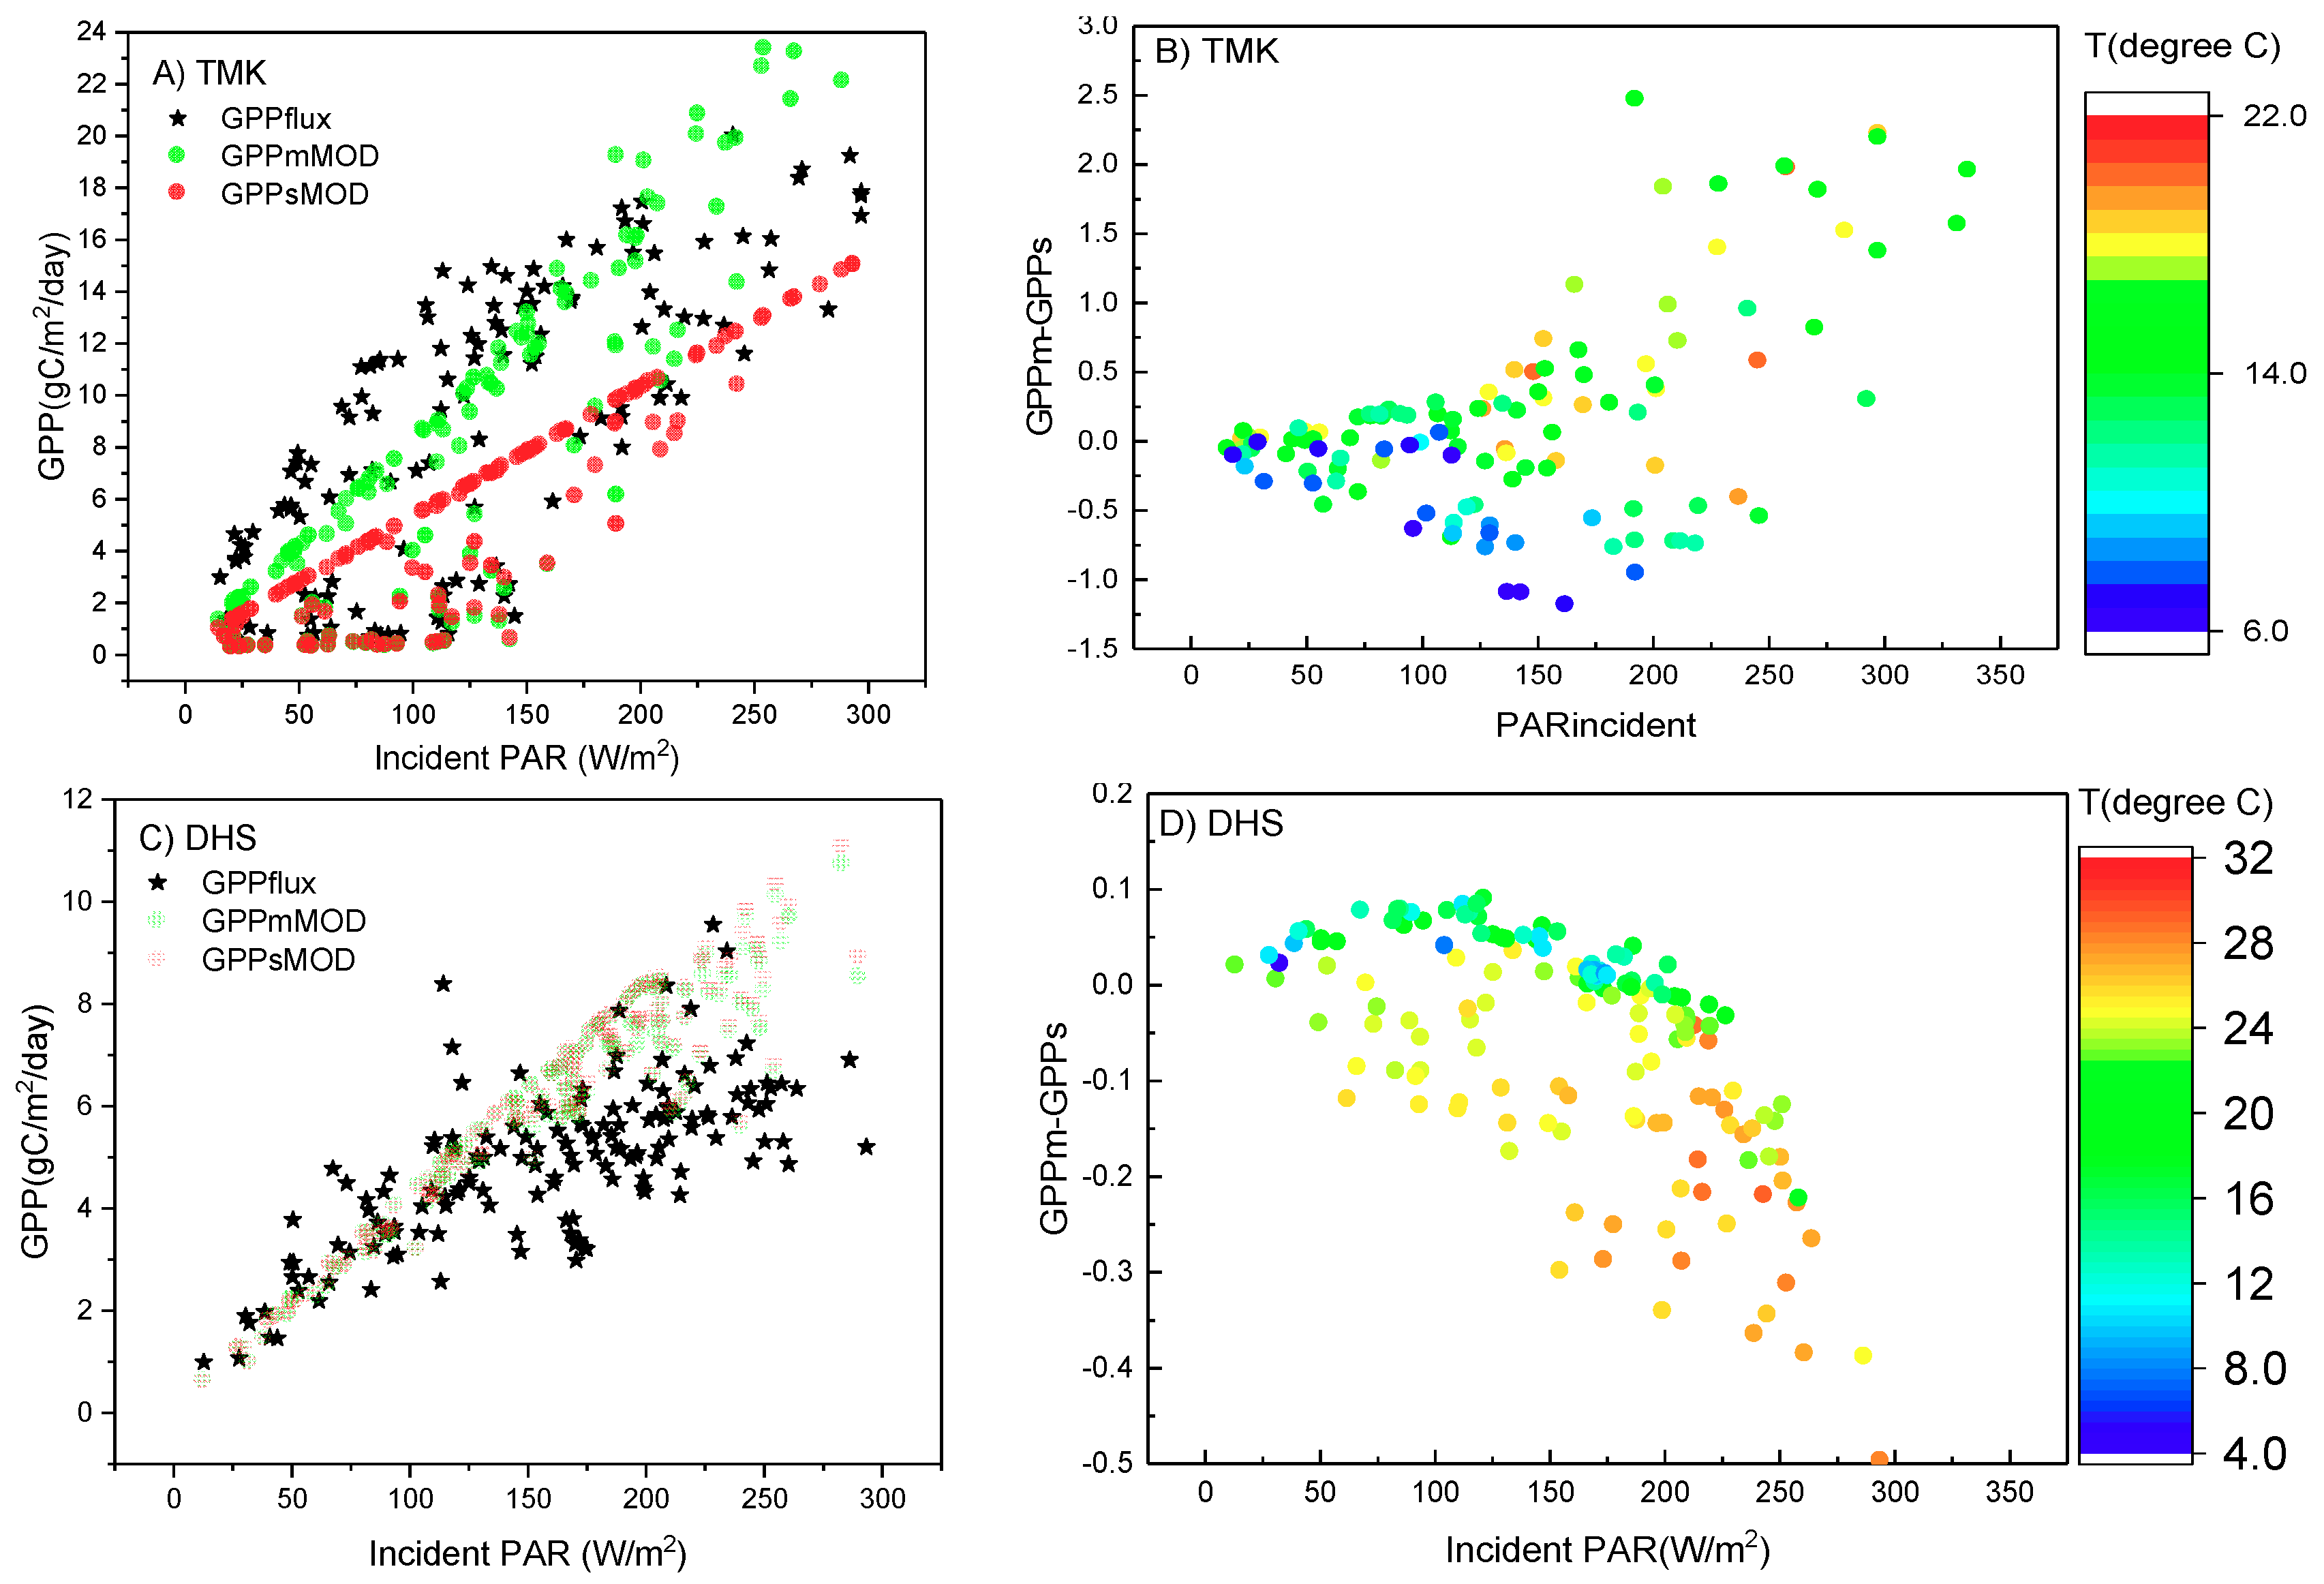 A) TMK
GPPflux
GPPmMOD
GPPsMOD
GPP(gC/m²/day)
24
22
20
18
16
14
12
10
8
6
4
2
0
0 50 100 150 200 250 300
Incident PAR (W/m²)
B) TMK
GPPm-GPPs
3.0
2.5
2.0
1.5
1.0
0.5
0.0
-0.5
-1.0
-1.5
0 50 100 150 200 250 300 350
PARincident
T(degree C)
22.0
14.0
6.0
C) DHS
GPPflux
GPPmMOD
GPPsMOD
GPP(gC/m²/day)
12
10
8
6
4
2
0
0 50 100 150 200 250 300
Incident PAR (W/m²)
D) DHS
GPPm-GPPs
0.2
0.1
0.0
-0.1
-0.2
-0.3
-0.4
-0.5
0 50 100 150 200 250 300 350
Incident PAR(W/m²)
T(degree C)
32
28
24
20
16
12
8.0
4.0